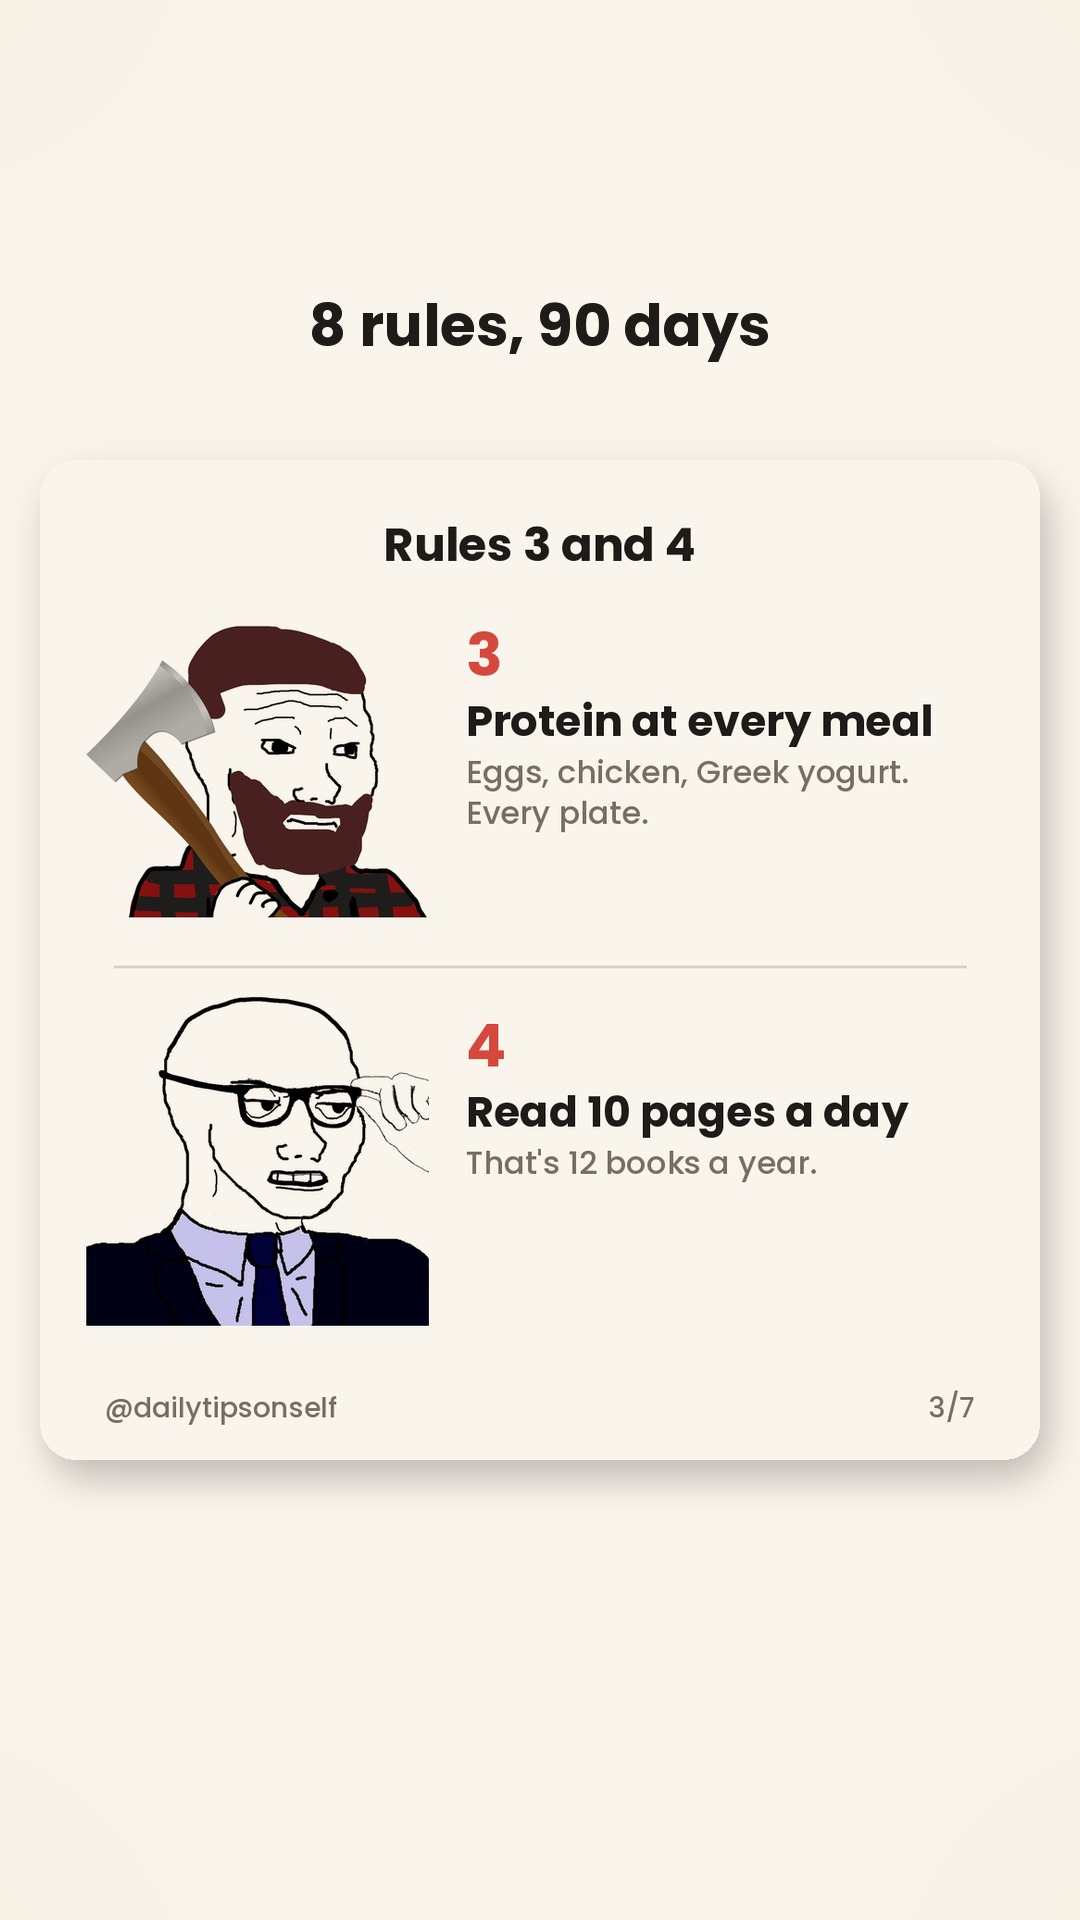 8 rules, 90 days
Rules 3 and 4
3
Protein at every meal
Eggs, chicken, Greek yogurt.
Every plate.
4
Read 10 pages a day
That's 12 books a year.
@dailytipsonself
3/7